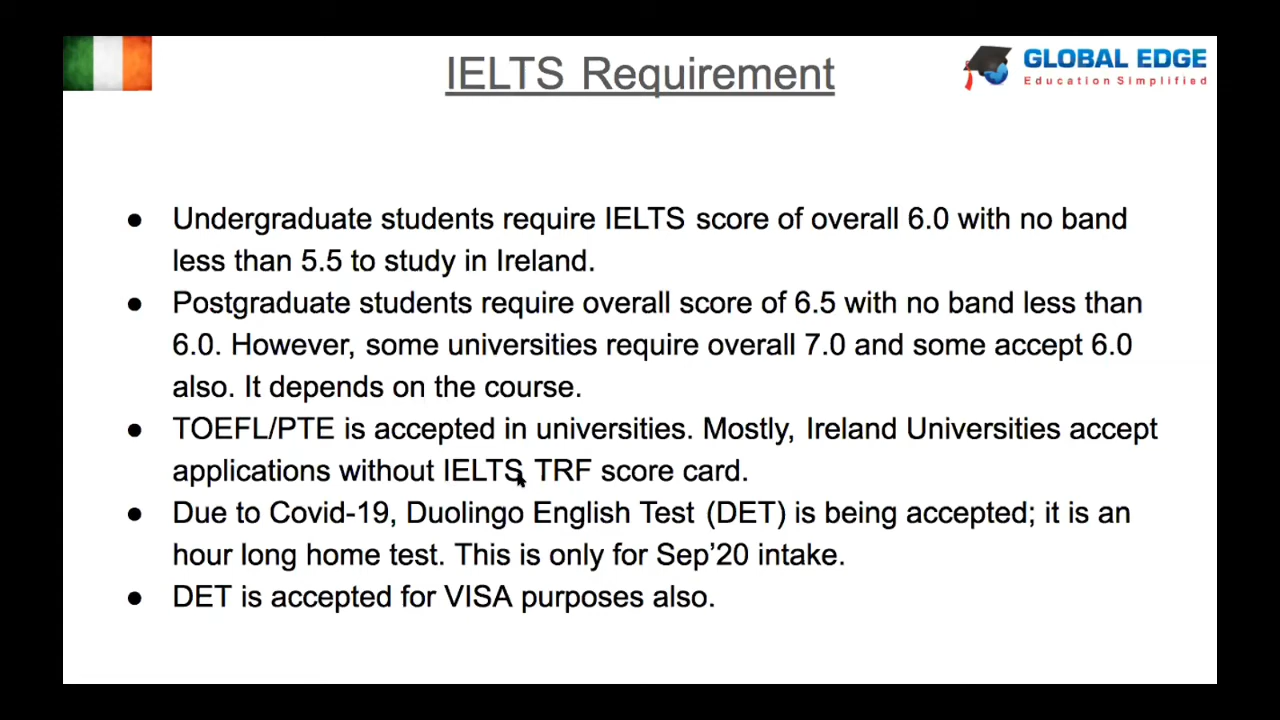 IELTS Requirement
GLOBAL EDGE
Education Simplified
● Undergraduate students require IELTS score of overall 6.0 with no band
less than 5.5 to study in Ireland.
● Postgraduate students require overall score of 6.5 with no band less than
6.0. However, some universities require overall 7.0 and some accept 6.0
also. It depends on the course.
● TOEFL/PTE is accepted in universities. Mostly, Ireland Universities accept
applications without IELTS TRF score card.
● Due to Covid-19, Duolingo English Test (DET) is being accepted; it is an
hour long home test. This is only for Sep’20 intake.
● DET is accepted for VISA purposes also.